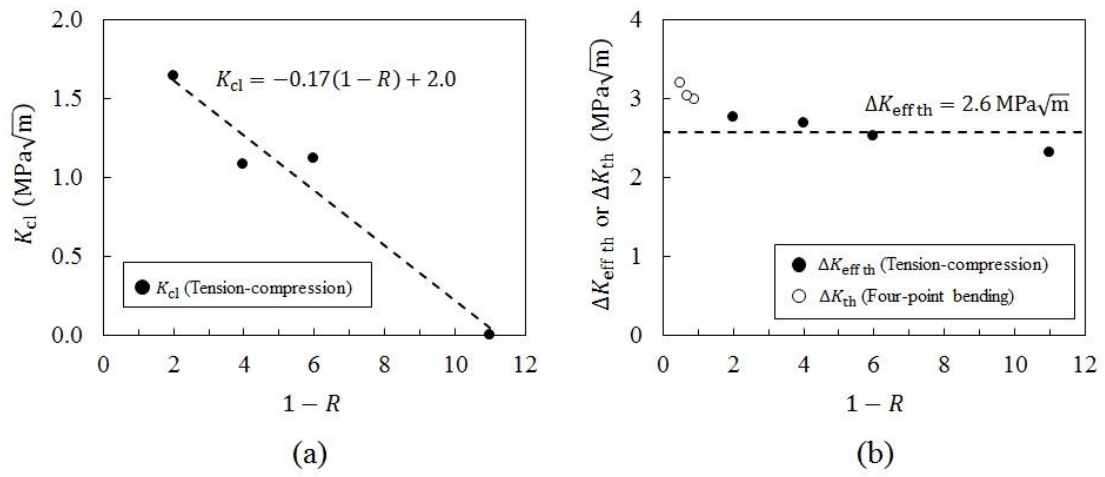 2.0
1.5
1.0
0.5
0.0
K_cl (MPa√m)
K_cl = −0.17(1 − R) + 2.0
K_cl (Tension-compression)
0 2 4 6 8 10 12
1 − R
(a)
4
3
2
1
0
ΔK_eff th or ΔK_th (MPa√m)
ΔK_eff th = 2.6 MPa√m
ΔK_eff th (Tension-compression)
ΔK_th (Four-point bending)
0 2 4 6 8 10 12
1 − R
(b)